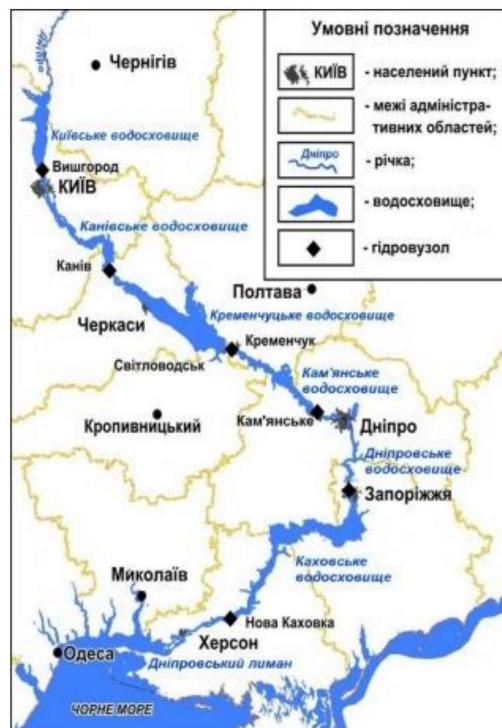 Дніпро
Чернігів
Київське водосховище
Вишгород
КИЇВ
Канівське водосховище
Канів
Полтава
Черкаси
Кременчуцьке водосховище
Кременчук
Світловодськ
Кам'янське
водосховище
Кам'янське
Кропивницький
Дніпро
Дніпровське
водосховище
Запоріжжя
Каховське
водосховище
Миколаїв
Нова Каховка
Херсон
Одеса
Дніпровський лиман
ЧОРНЕ МОРЕ
Умовні позначення
КИЇВ
- населений пункт;
- межі адміністра-
тивних областей;
Дніпро
- річка;
- водосховище;
- гідровузол